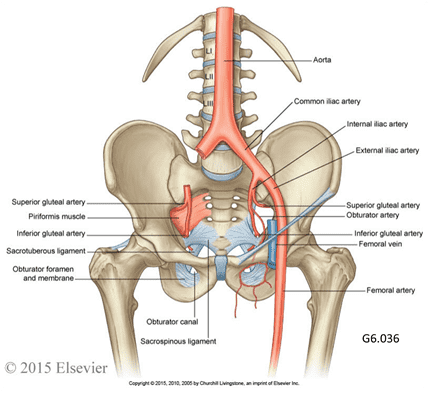 LI
Aorta
LII
LIII
Common iliac artery
Internal iliac artery
External iliac artery
Superior gluteal artery
Piriformis muscle
Inferior gluteal artery
Sacrotuberous ligament
Obturator foramen
and membrane
Superior gluteal artery
Obturator artery
Inferior gluteal artery
Femoral vein
Femoral artery
Obturator canal
Sacrospinous ligament
G6.036
© 2015 Elsevier
Copyright © 2015, 2010, 2005 by Churchill Livingstone, an imprint of Elsevier Inc.